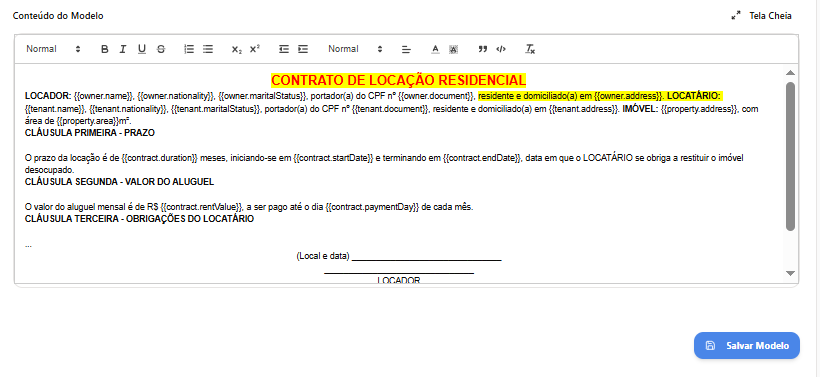 Conteúdo do Modelo
Tela Cheia
Normal B I U S X₂ X² Normal A A
CONTRATO DE LOCAÇÃO RESIDENCIAL
LOCADOR: {{owner.name}}, {{owner.nationality}}, {{owner.maritalStatus}}, portador(a) do CPF nº {{owner.document}}, residente e domiciliado(a) em {{owner.address}}. LOCATÁRIO:
{{tenant.name}}, {{tenant.nationality}}, {{tenant.maritalStatus}}, portador(a) do CPF nº {{tenant.document}}, residente e domiciliado(a) em {{tenant.address}}. IMÓVEL: {{property.address}}, com
área de {{property.area}}m².
CLÁUSULA PRIMEIRA - PRAZO
O prazo da locação é de {{contract.duration}} meses, iniciando-se em {{contract.startDate}} e terminando em {{contract.endDate}}, data em que o LOCATÁRIO se obriga a restituir o imóvel
desocupado.
CLÁUSULA SEGUNDA - VALOR DO ALUGUEL
O valor do aluguel mensal é de R$ {{contract.rentValue}}, a ser pago até o dia {{contract.paymentDay}} de cada mês.
CLÁUSULA TERCEIRA - OBRIGAÇÕES DO LOCATÁRIO
...
(Local e data) ______________________________
______________________________
LOCADOR
Salvar Modelo